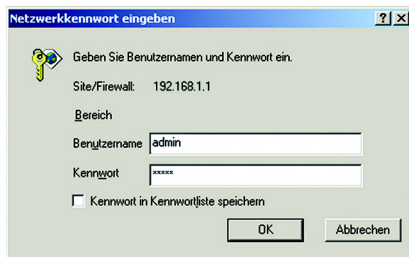 Netzwerkkennwort eingeben
Geben Sie Benutzernamen und Kennwort ein.
Site/Firewall: 192.168.1.1
Bereich
Benutzername admin
Kennwort *****
Kennwort in Kennwortliste speichern
OK Abbrechen